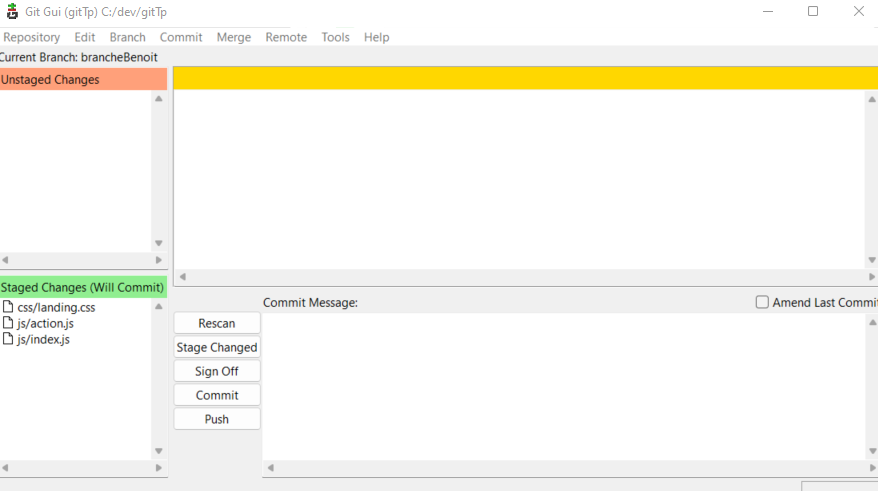 Git Gui (gitTp) C:/dev/gitTp
Repository Edit Branch Commit Merge Remote Tools Help
Current Branch: brancheBenoit
Unstaged Changes
Staged Changes (Will Commit)
css/landing.css
js/action.js
js/index.js
Commit Message:
Amend Last Commit
Rescan
Stage Changed
Sign Off
Commit
Push